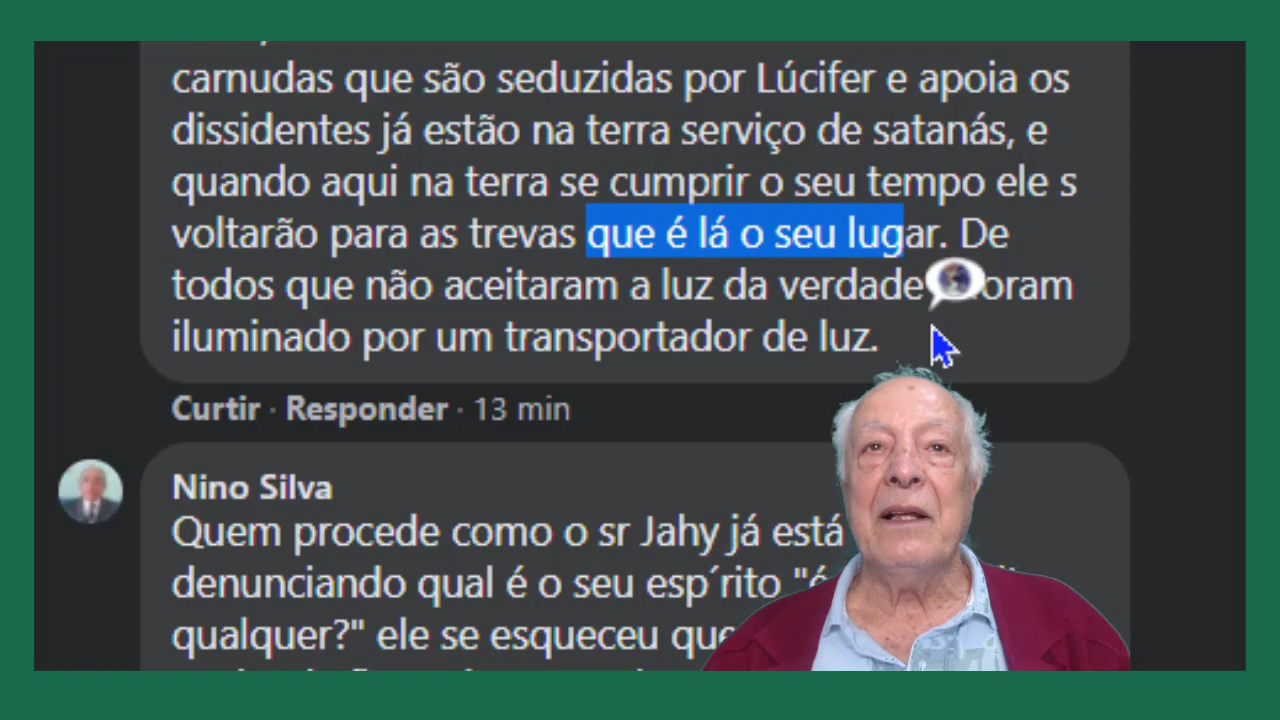 carnudas que são seduzidas por Lúcifer e apoia os
dissidentes já estão na terra serviço de satanás, e
quando aqui na terra se cumprir o seu tempo ele s
voltarão para as trevas que é lá o seu lugar. De
todos que não aceitaram a luz da verdade oram
iluminado por um transportador de luz.
Curtir · Responder · 13 min
Nino Silva
Quem procede como o sr Jahy já está
denunciando qual é o seu esp´rito "é
qualquer?" ele se esqueceu que